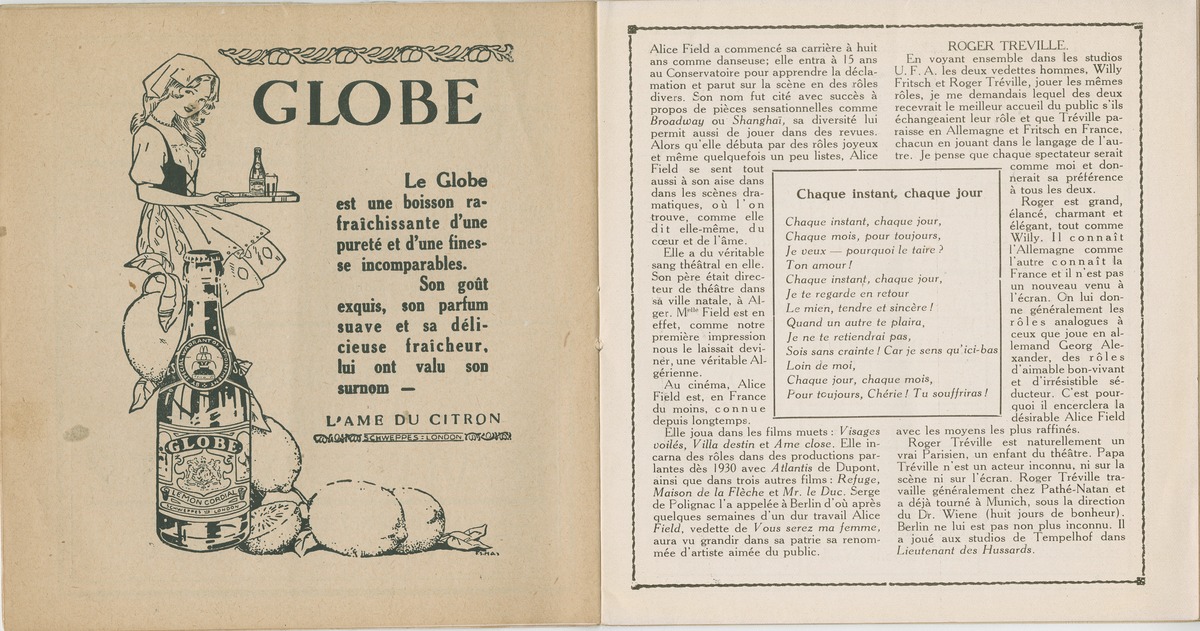 GLOBE
Le Globe
est une boisson ra-
fraîchissante d'une
pureté et d'une fines-
se incomparables.
Son goût
exquis, son parfum
suave et sa déli-
cieuse fraîcheur,
lui ont valu son
surnom —
L'AME DU CITRON
SCHWEPPES : LONDON
GLOBE
LEMON CORDIAL
SCHWEPPES OF LONDON
Alice Field a commencé sa carrière à huit
ans comme danseuse; elle entra à 15 ans
au Conservatoire pour apprendre la décla-
mation et parut sur la scène en des rôles
divers. Son nom fut cité avec succès à
propos de pièces sensationnelles comme
Broadway ou Shanghaï, sa diversité lui
permit aussi de jouer dans des revues.
Alors qu'elle débuta par des rôles joyeux
et même quelquefois un peu listes, Alice
Field se sent tout
aussi à son aise dans
dans les scènes dra-
matiques, où l'on
trouve, comme elle
dit elle-même, du
cœur et de l'âme.
Elle a du véritable
sang théâtral en elle.
Son père était direc-
teur de théâtre dans
sa ville natale, à Al-
ger. Melle Field est en
effet, comme notre
première impression
nous le laissait devi-
ner, une véritable Al-
gérienne.
Au cinéma, Alice
Field est, en France
du moins, connue
depuis longtemps.
Elle joua dans les films muets : Visages
voilés, Villa destin et Ame close. Elle in-
carna des rôles dans des productions par-
lantes dès 1930 avec Atlantis de Dupont,
ainsi que dans trois autres films : Refuge,
Maison de la Flèche et Mr. le Duc. Serge
de Polignac l'a appelée à Berlin d'où après
quelques semaines d'un dur travail Alice
Field, vedette de Vous serez ma femme,
aura vu grandir dans sa patrie sa renom-
mée d'artiste aimée du public.
Chaque instant, chaque jour
Chaque instant, chaque jour,
Chaque mois, pour toujours,
Je veux — pourquoi le taire ?
Ton amour !
Chaque instant, chaque jour,
Je te regarde en retour
Le mien, tendre et sincère !
Quand un autre te plaira,
Je ne te retiendrai pas,
Sois sans crainte ! Car je sens qu'ici-bas
Loin de moi,
Chaque jour, chaque mois,
Pour toujours, Chérie ! Tu souffriras !
ROGER TREVILLE.
En voyant ensemble dans les studios
U. F. A. les deux vedettes hommes, Willy
Fritsch et Roger Tréville, jouer les mêmes
rôles, je me demandais lequel des deux
recevrait le meilleur accueil du public s'ils
échangeaient leur rôle et que Tréville pa-
raisse en Allemagne et Fritsch en France,
chacun en jouant dans le langage de l'au-
tre. Je pense que chaque spectateur serait
comme moi et don-
nerait sa préférence
à tous les deux.
Roger est grand,
élancé, charmant et
élégant, tout comme
Willy. Il connaît
l'Allemagne comme
l'autre connaît la
France et il n'est pas
un nouveau venu à
l'écran. On lui don-
ne généralement les
rôles analogues à
ceux que joue en al-
lemand Georg Ale-
xander, des rôles
d'aimable bon-vivant
et d'irrésistible sé-
ducteur. C'est pour-
quoi il encerclera la
désirable Alice Field
avec les moyens les plus raffinés.
Roger Tréville est naturellement un
vrai Parisien, un enfant du théâtre. Papa
Tréville n'est un acteur inconnu, ni sur la
scène ni sur l'écran. Roger Tréville tra-
vaille généralement chez Pathé-Natan et
a déjà tourné à Munich, sous la direction
du Dr. Wiene (huit jours de bonheur).
Berlin ne lui est pas non plus inconnu. Il
a joué aux studios de Tempelhof dans
Lieutenant des Hussards.